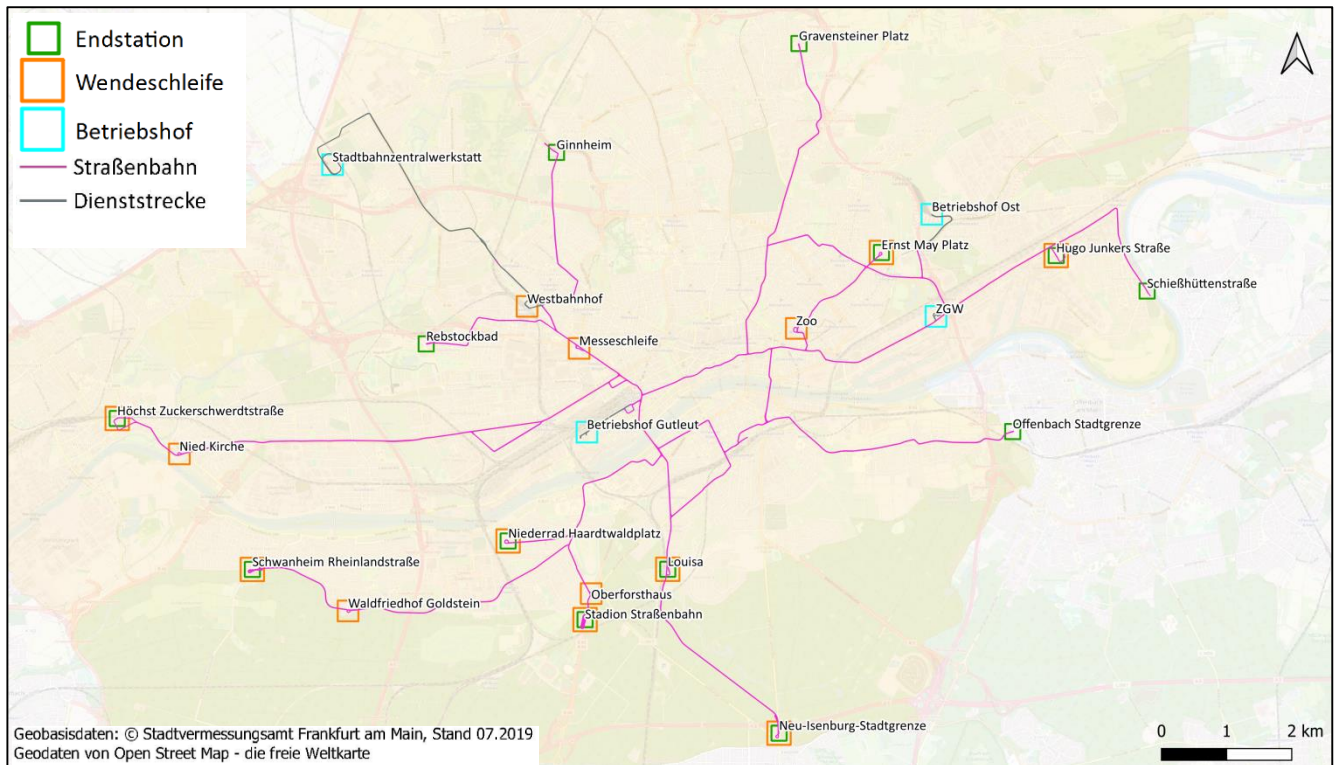 Endstation
Wendeschleife
Betriebshof
Straßenbahn
Dienststrecke
Gravensteiner Platz
Ginnheim
Stadtbahnzentralwerkstatt
Betriebshof Ost
Ernst May Platz
Hugo Junkers Straße
Schießhüttenstraße
Westbahnhof
ZGW
Zoo
Rebstockbad
Messeschleife
Höchst Zuckerschwerdtstraße
Betriebshof Gutleut
Offenbach Stadtgrenze
Nied Kirche
Niederrad Haardtwaldplatz
Schwanheim Rheinlandstraße
Louisa
Oberforsthaus
Waldfriedhof Goldstein
Stadion Straßenbahn
Neu-Isenburg-Stadtgrenze
Geobasisdaten: © Stadtvermessungsamt Frankfurt am Main, Stand 07.2019
Geodaten von Open Street Map - die freie Weltkarte
0 1 2 km